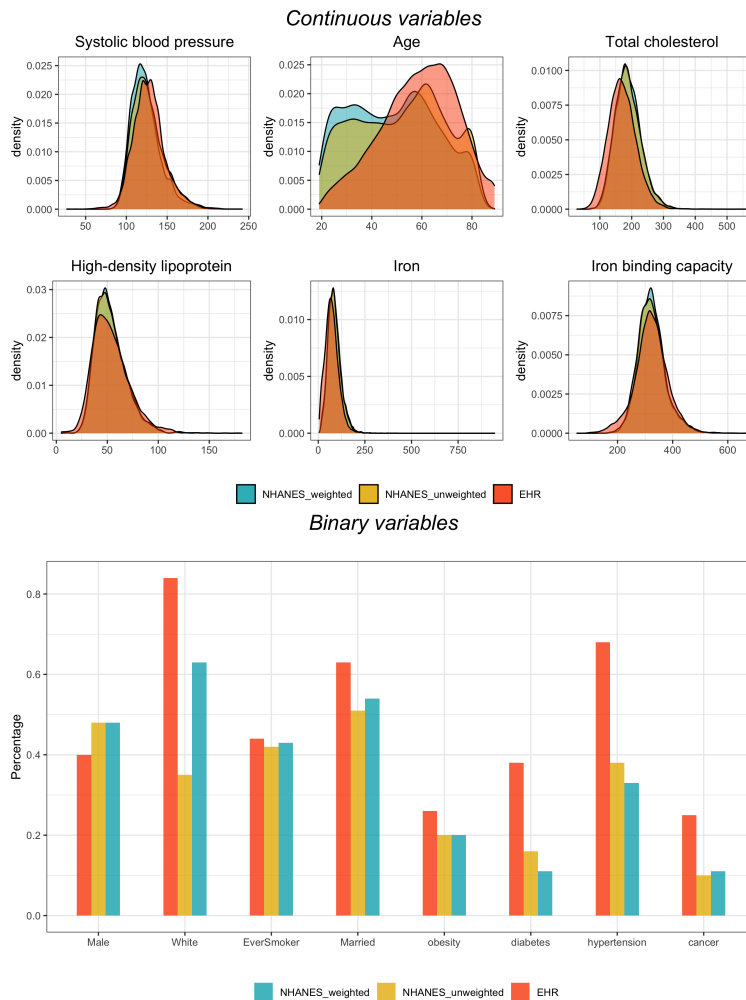 Continuous variables
Systolic blood pressure Age Total cholesterol
density
0.025
0.020
0.015
0.010
0.005
0.000
50 100 150 200 250
density
0.025
0.020
0.015
0.010
0.005
0.000
20 40 60 80
density
0.0100
0.0075
0.0050
0.0025
0.0000
100 200 300 400 500
High-density lipoprotein Iron Iron binding capacity
density
0.03
0.02
0.01
0.00
0 50 100 150
density
0.010
0.005
0.000
0 250 500 750
density
0.0075
0.0050
0.0025
0.0000
200 400 600
NHANES_weighted NHANES_unweighted EHR
Binary variables
Percentage
0.8
0.6
0.4
0.2
0.0
Male White EverSmoker Married obesity diabetes hypertension cancer
NHANES_weighted NHANES_unweighted EHR